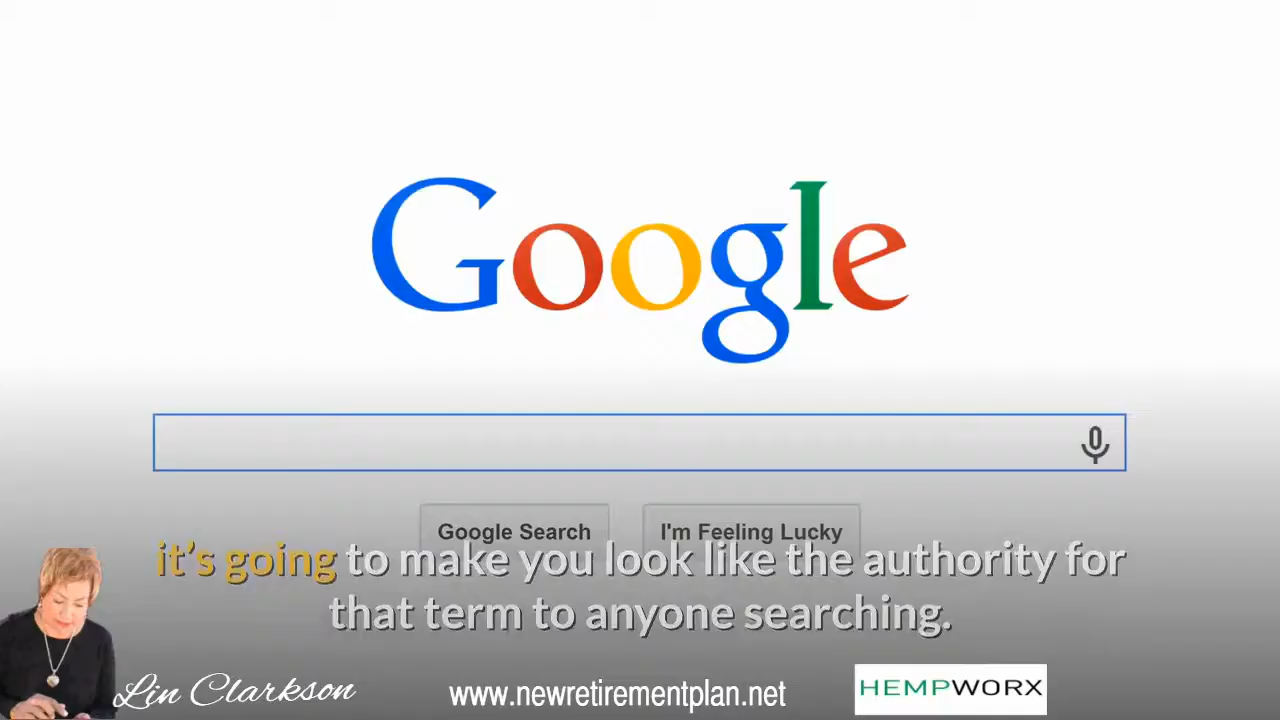 Google
Google Search
I'm Feeling Lucky
it's going to make you look like the authority for
that term to anyone searching.
Lin Clarkson
www.newretirementplan.net
HEMPWORX